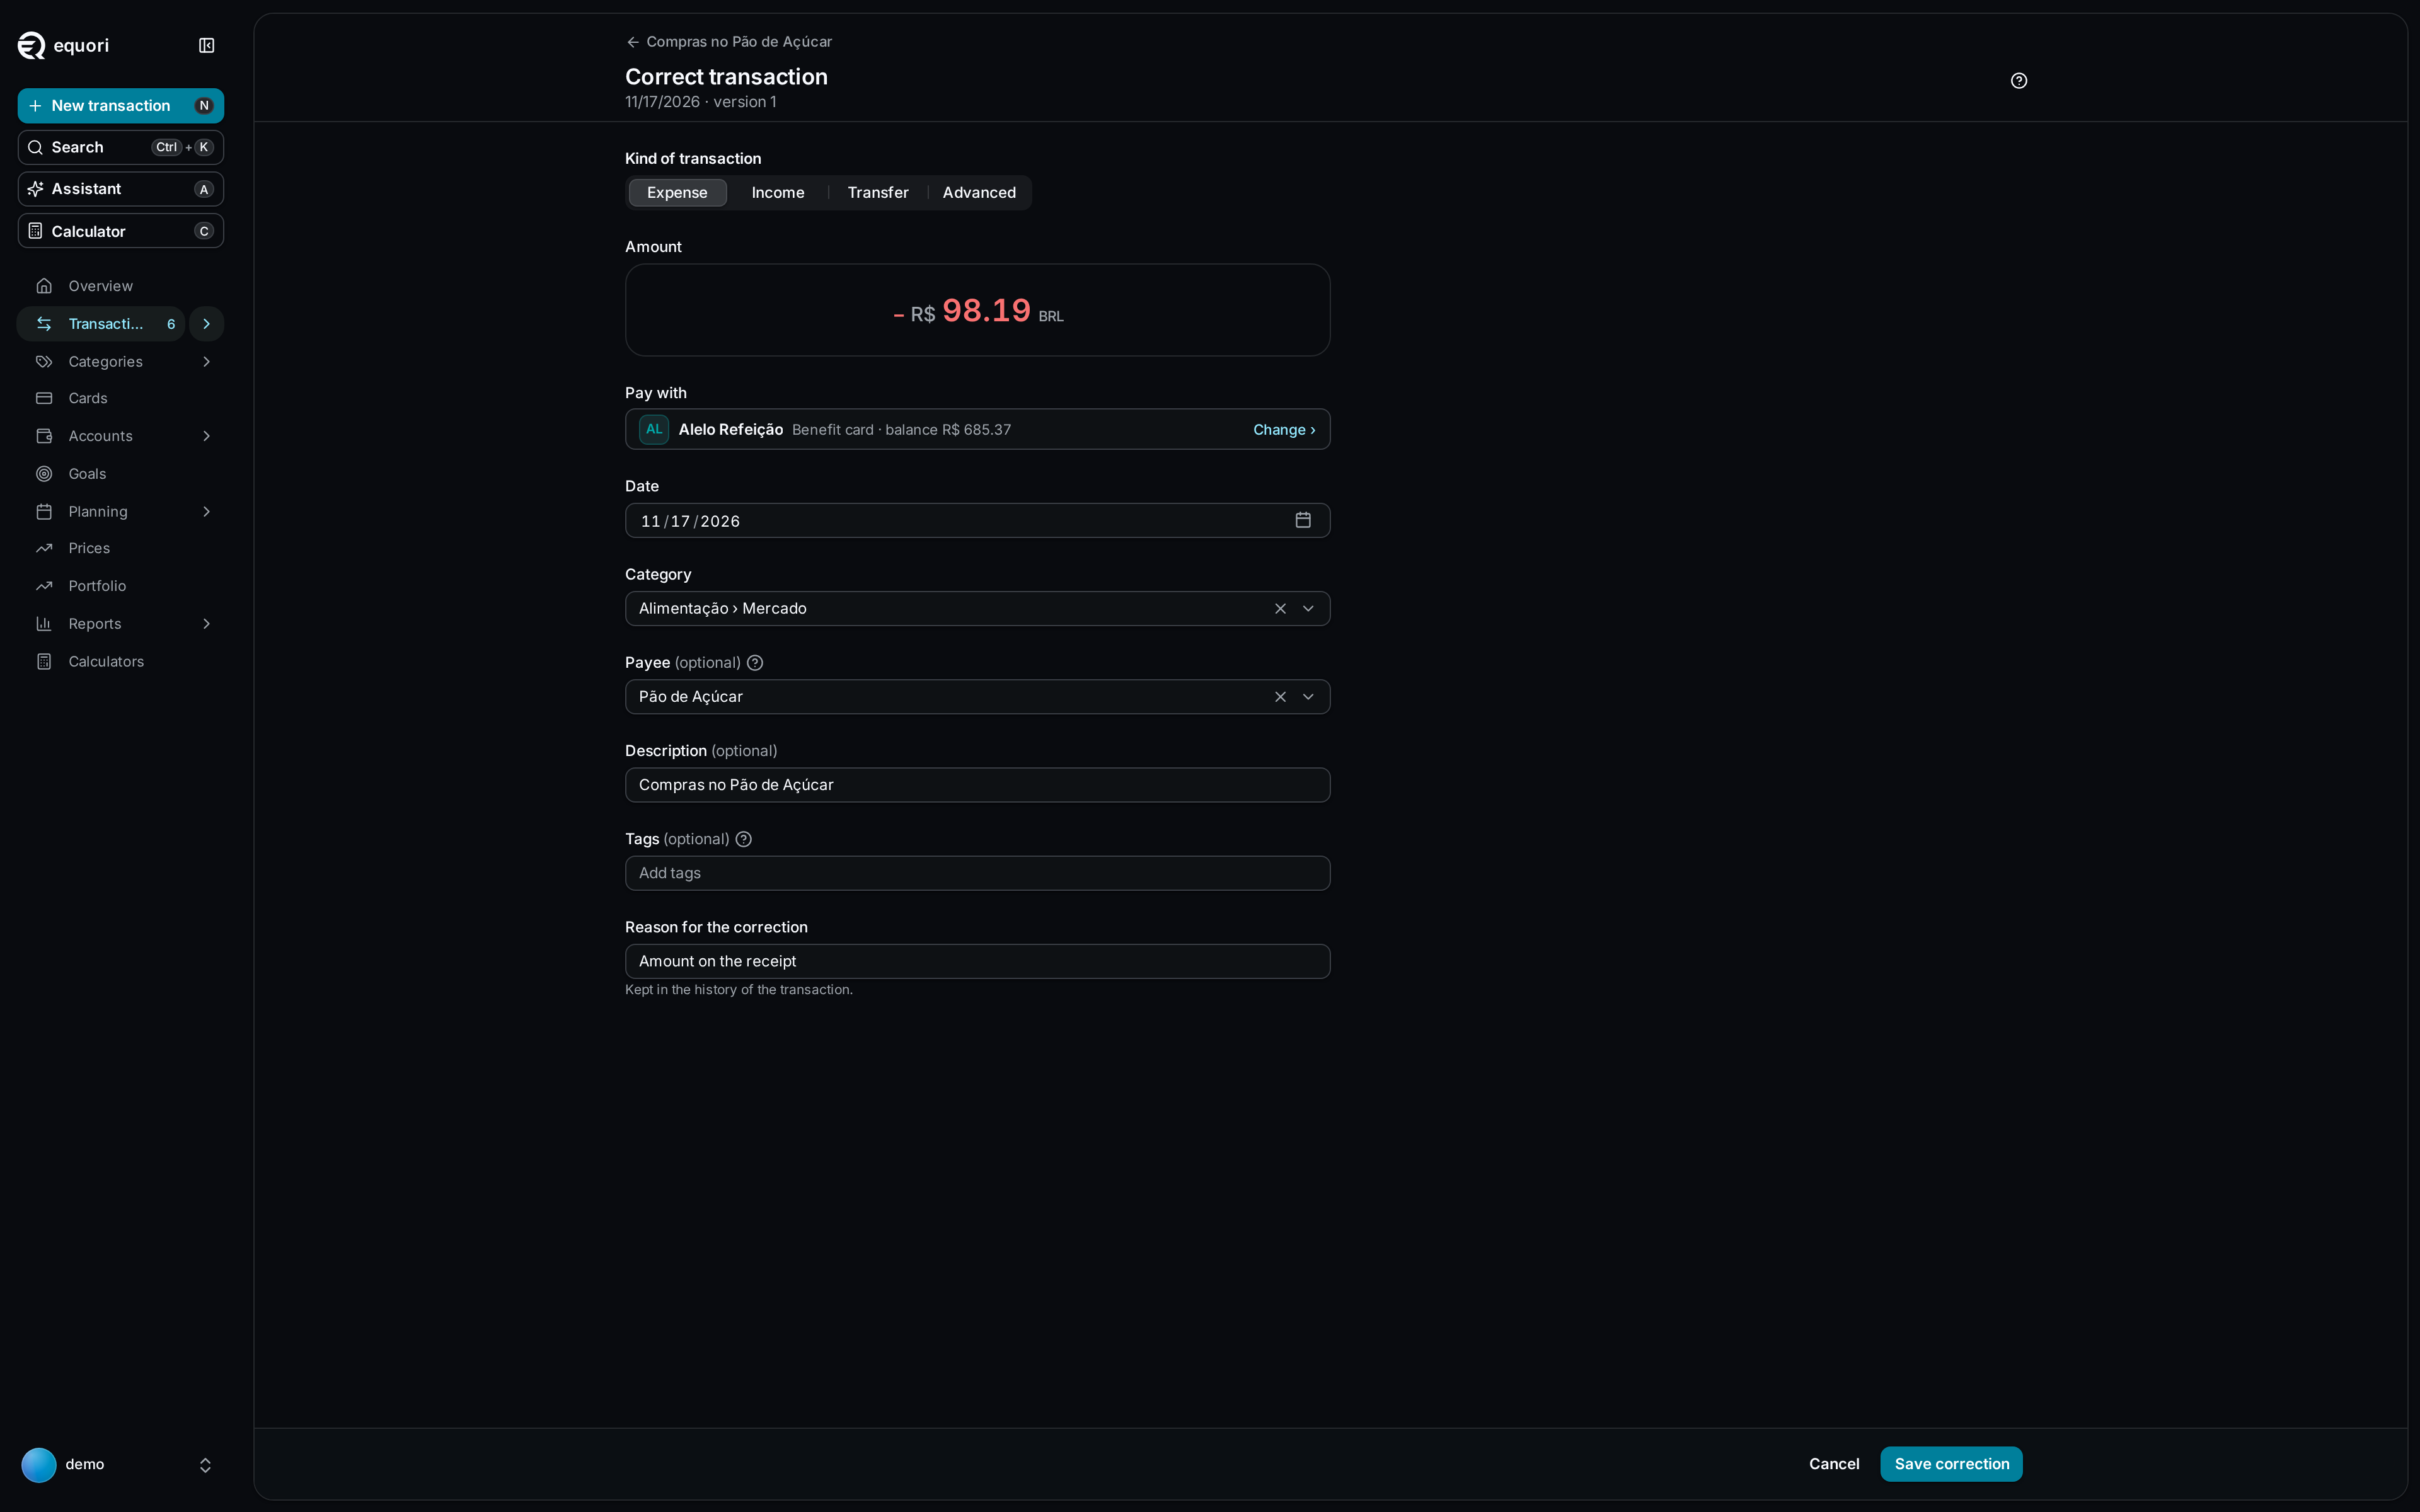 equori
New transaction N
Search Ctrl + K
Assistant A
Calculator C
Overview
Transacti... 6
Categories
Cards
Accounts
Goals
Planning
Prices
Portfolio
Reports
Calculators
demo
Compras no Pão de Açúcar
Correct transaction
11/17/2026 · version 1
Kind of transaction
Expense Income Transfer Advanced
Amount
– R$ 98.19 BRL
Pay with
AL Alelo Refeição Benefit card · balance R$ 685.37 Change ›
Date
11/17/2026
Category
Alimentação › Mercado
Payee (optional)
Pão de Açúcar
Description (optional)
Compras no Pão de Açúcar
Tags (optional)
Add tags
Reason for the correction
Amount on the receipt
Kept in the history of the transaction.
Cancel Save correction